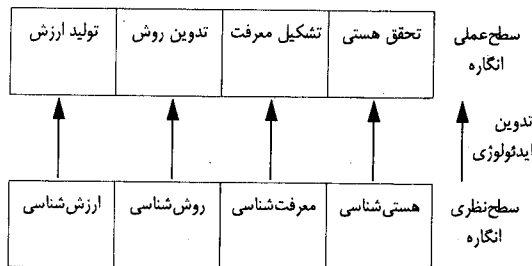 سطح‌عملی
انگاره
تحقق هستی
تشکیل معرفت
تدوین روش
تولید ارزش
تدوین
ایدئولوژی
سطح‌نظری
انگاره
هستی‌شناسی
معرفت‌شناسی
روش‌شناسی
ارزش‌شناسی